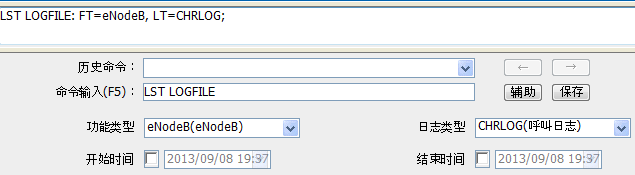 LST LOGFILE: FT=eNodeB, LT=CHRLOG;
历史命令：
命令输入(F5)： LST LOGFILE 辅助 保存
功能类型 eNodeB(eNodeB) 日志类型 CHRLOG(呼叫日志)
开始时间 2013/09/08 19:37 结束时间 2013/09/08 19:37